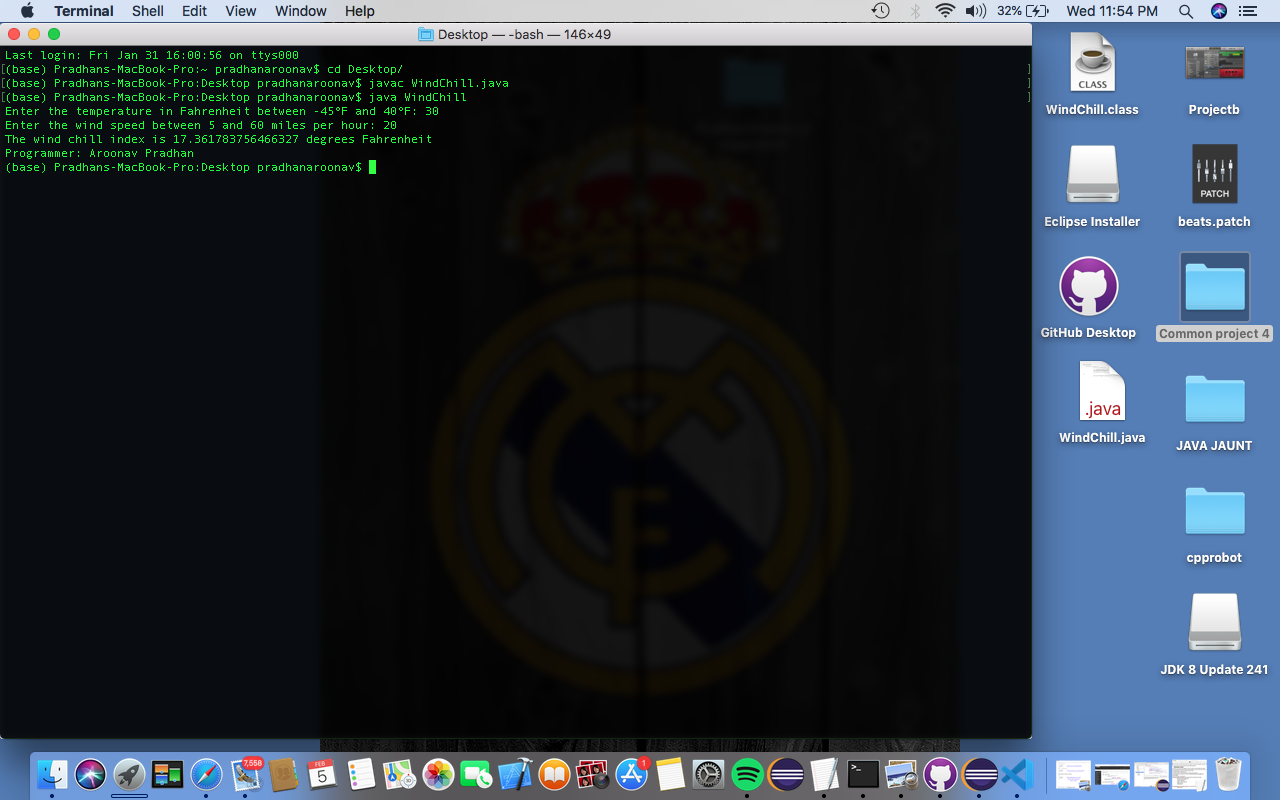 Terminal Shell Edit View Window Help 32% Wed 11:54 PM
Desktop — -bash — 146×49
Last login: Fri Jan 31 16:00:56 on ttys000
[(base) Pradhans-MacBook-Pro:~ pradhanaroonav$ cd Desktop/ ]
[(base) Pradhans-MacBook-Pro:Desktop pradhanaroonav$ javac WindChill.java ]
[(base) Pradhans-MacBook-Pro:Desktop pradhanaroonav$ java WindChill ]
Enter the temperature in Fahrenheit between -45°F and 40°F: 30
Enter the wind speed between 5 and 60 miles per hour: 20
The wind chill index is 17.361783756466327 degrees Fahrenheit
Programmer: Aroonav Pradhan
(base) Pradhans-MacBook-Pro:Desktop pradhanaroonav$
CLASS
WindChill.class
Projectb
Eclipse Installer
PATCH
beats.patch
GitHub Desktop
Common project 4
.java
WindChill.java
JAVA JAUNT
cpprobot
JDK 8 Update 241
7,558
FEB
5
1
>_